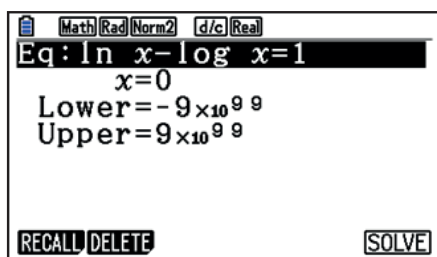 Math Rad Norm2 d/c Real
Eq:ln x-log x=1
x=0
Lower=-9×10⁹⁹
Upper=9×10⁹⁹
RECALL DELETE SOLVE